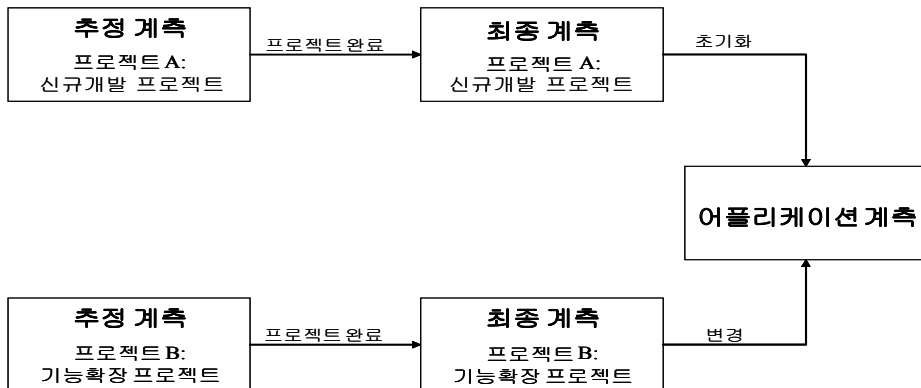 추정 계측
프로젝트 A:
신규개발 프로젝트
프로젝트 완료
최종 계측
프로젝트 A:
신규개발 프로젝트
초기화
어플리케이션 계측
추정 계측
프로젝트 B:
기능확장 프로젝트
프로젝트 완료
최종 계측
프로젝트 B:
기능확장 프로젝트
변경